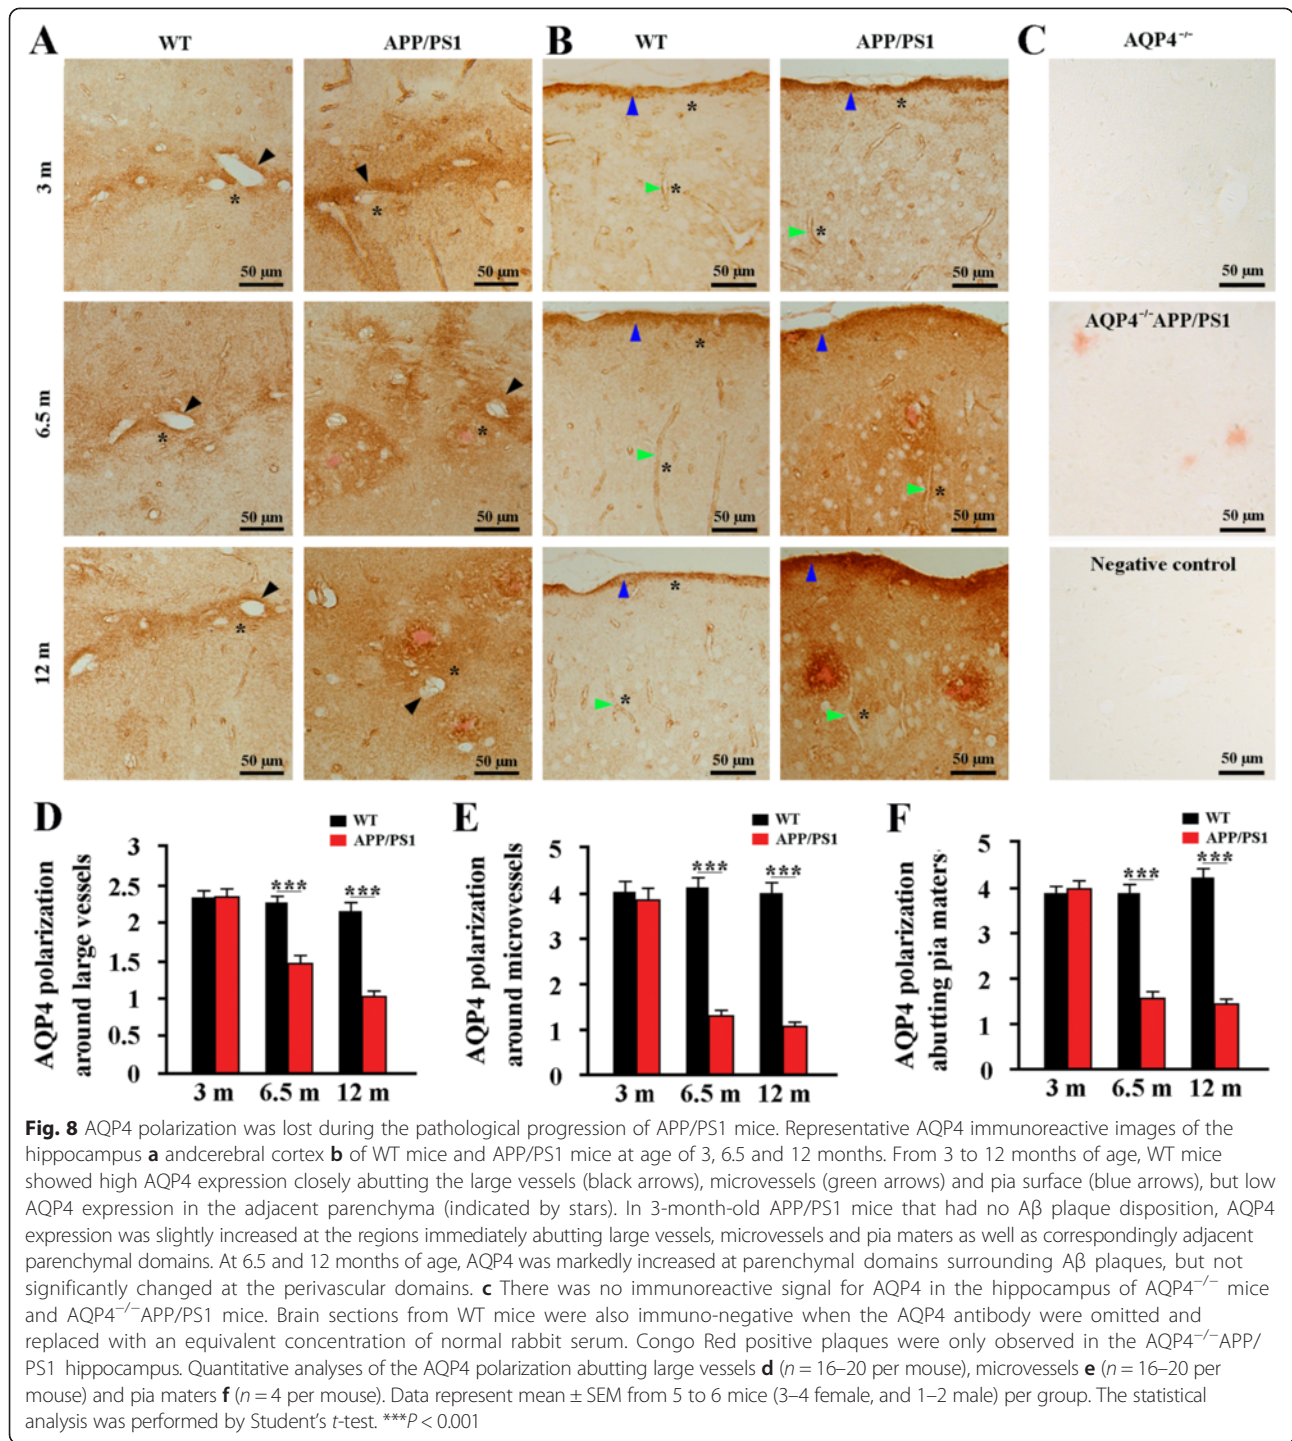 A
WT
APP/PS1
B
WT
APP/PS1
C
AQP4⁻/⁻
3 m
50 µm
50 µm
50 µm
50 µm
50 µm
AQP4⁻/⁻APP/PS1
6.5 m
50 µm
50 µm
50 µm
50 µm
50 µm
Negative control
12 m
50 µm
50 µm
50 µm
50 µm
50 µm
D
WT
APP/PS1
AQP4 polarization
around large vessels
3
2.5
2
1.5
1
0.5
0
***
***
3 m 6.5 m 12 m
E
WT
APP/PS1
AQP4 polarization
around microvessels
5
4
3
2
1
0
***
***
3 m 6.5 m 12 m
F
WT
APP/PS1
AQP4 polarization
abutting pia maters
5
4
3
2
1
0
***
***
3 m 6.5 m 12 m
Fig. 8 AQP4 polarization was lost during the pathological progression of APP/PS1 mice. Representative AQP4 immunoreactive images of the
hippocampus a andcerebral cortex b of WT mice and APP/PS1 mice at age of 3, 6.5 and 12 months. From 3 to 12 months of age, WT mice
showed high AQP4 expression closely abutting the large vessels (black arrows), microvessels (green arrows) and pia surface (blue arrows), but low
AQP4 expression in the adjacent parenchyma (indicated by stars). In 3-month-old APP/PS1 mice that had no Aβ plaque disposition, AQP4
expression was slightly increased at the regions immediately abutting large vessels, microvessels and pia maters as well as correspondingly adjacent
parenchymal domains. At 6.5 and 12 months of age, AQP4 was markedly increased at parenchymal domains surrounding Aβ plaques, but not
significantly changed at the perivascular domains. c There was no immunoreactive signal for AQP4 in the hippocampus of AQP4⁻/⁻ mice
and AQP4⁻/⁻APP/PS1 mice. Brain sections from WT mice were also immuno-negative when the AQP4 antibody were omitted and
replaced with an equivalent concentration of normal rabbit serum. Congo Red positive plaques were only observed in the AQP4⁻/⁻APP/
PS1 hippocampus. Quantitative analyses of the AQP4 polarization abutting large vessels d (n = 16–20 per mouse), microvessels e (n = 16–20 per
mouse) and pia maters f (n = 4 per mouse). Data represent mean ± SEM from 5 to 6 mice (3–4 female, and 1–2 male) per group. The statistical
analysis was performed by Student's t-test. ***P < 0.001